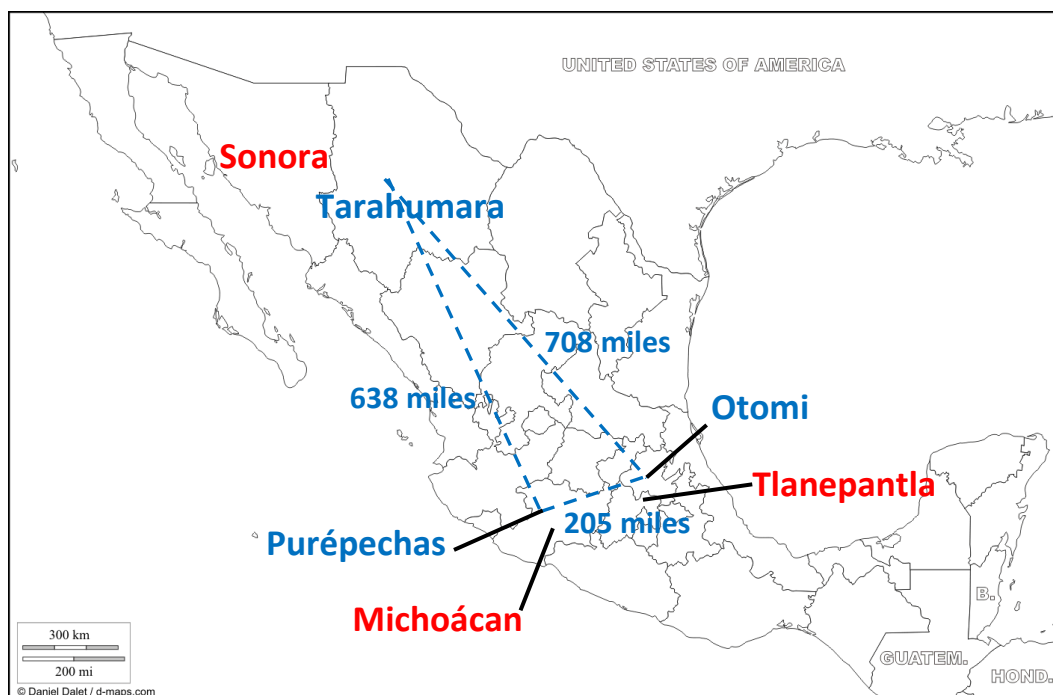 UNITED STATES OF AMERICA
Sonora
Tarahumara
708 miles
638 miles
Otomi
Tlanepantla
205 miles
Purépechas
Michoácan
B.
300 km
200 mi
GUATEM.
HOND.
© Daniel Dalet / d-maps.com